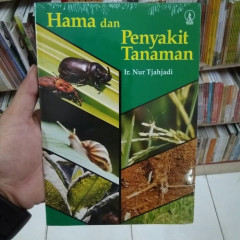 Hama dan
Penyakit
Tanaman
Ir. Nur Tjahjadi